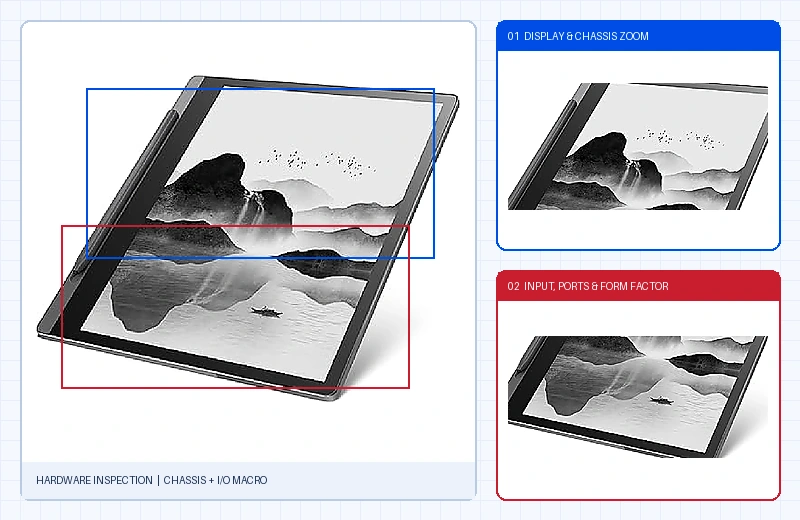 01 DISPLAY & CHASSIS ZOOM
02 INPUT, PORTS & FORM FACTOR
HARDWARE INSPECTION | CHASSIS + I/O MACRO